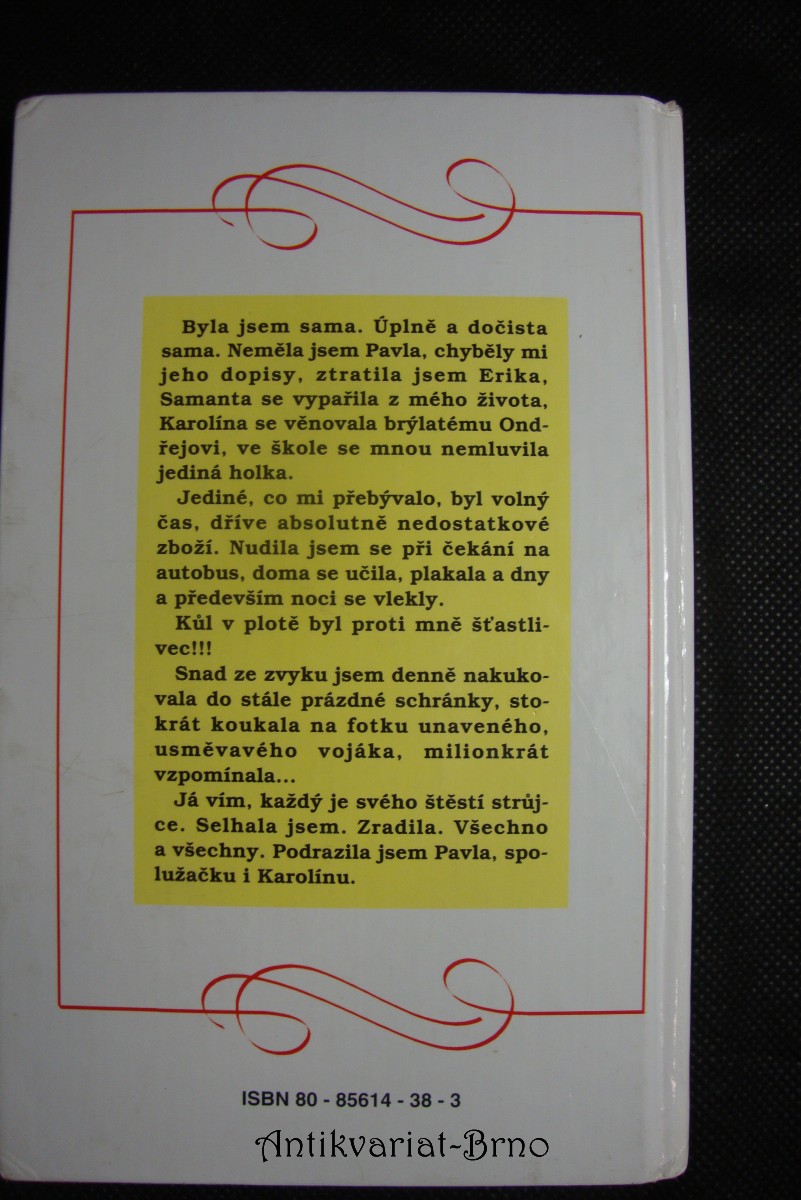 Byla jsem sama. Úplně a dočista
sama. Neměla jsem Pavla, chyběly mi
jeho dopisy, ztratila jsem Erika,
Samanta se vypařila z mého života,
Karolína se věnovala brýlatému Ond-
řejovi, ve škole se mnou nemluvila
jediná holka.
Jediné, co mi přebývalo, byl volný
čas, dříve absolutně nedostatkové
zboží. Nudila jsem se při čekání na
autobus, doma se učila, plakala a dny
a především noci se vlekly.
Kůl v plotě byl proti mně šťastli-
vec!!!
Snad ze zvyku jsem denně nakuko-
vala do stále prázdné schránky, sto-
krát koukala na fotku unaveného,
usměvavého vojáka, milionkrát
vzpomínala...
Já vím, každý je svého štěstí strůj-
ce. Selhala jsem. Zradila. Všechno
a všechny. Podrazila jsem Pavla, spo-
lužačku i Karolínu.
ISBN 80 - 85614 - 38 - 3
Antikvariat-Brno